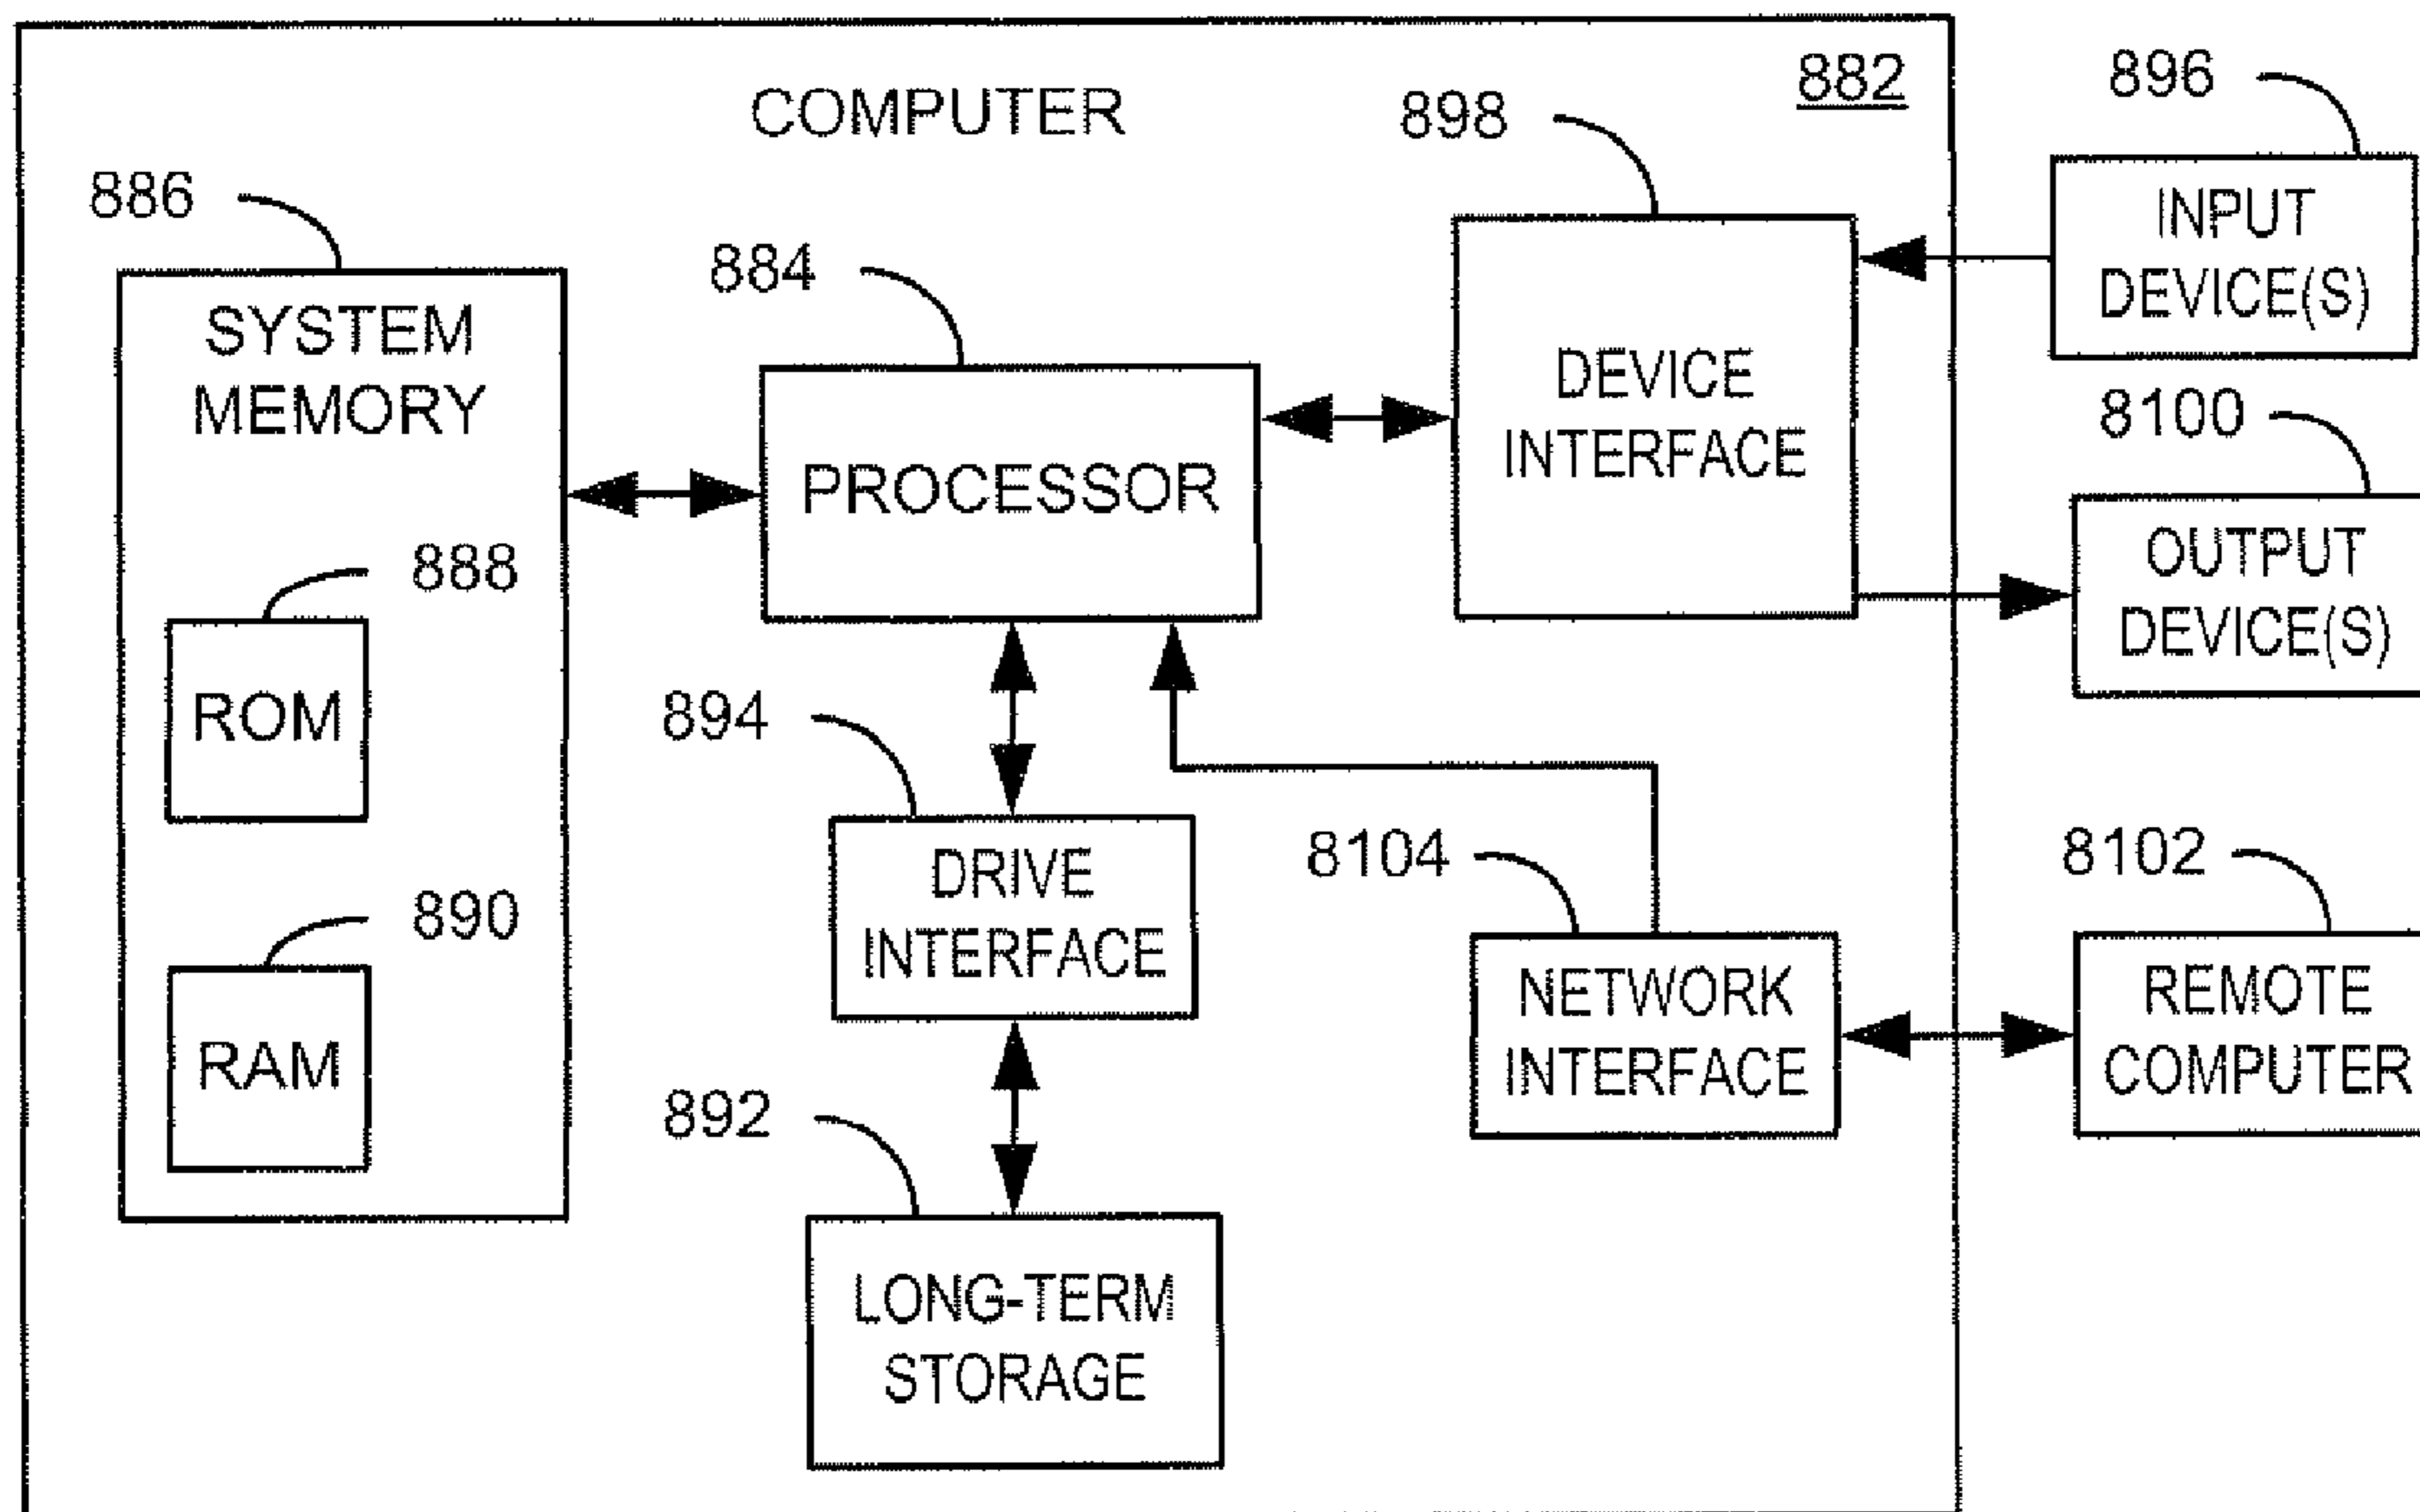 COMPUTER
882
896
898
886
884
INPUT
DEVICE(S)
SYSTEM
MEMORY
DEVICE
INTERFACE
8100
PROCESSOR
OUTPUT
DEVICE(S)
888
ROM
894
8104
8102
DRIVE
INTERFACE
890
RAM
NETWORK
INTERFACE
REMOTE
COMPUTER
892
LONG-TERM
STORAGE